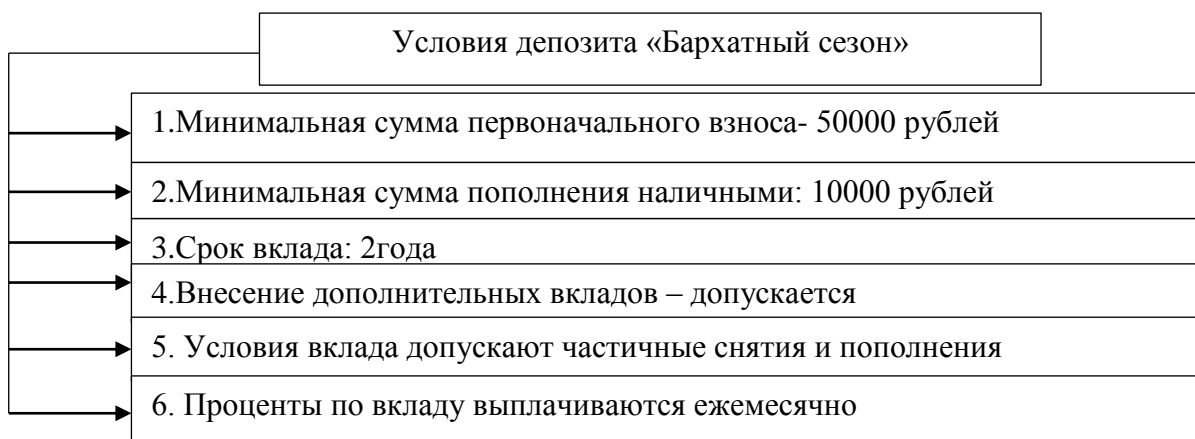 Условия депозита «Бархатный сезон»
1.Минимальная сумма первоначального взноса- 50000 рублей
2.Минимальная сумма пополнения наличными: 10000 рублей
3.Срок вклада: 2года
4.Внесение дополнительных вкладов – допускается
5. Условия вклада допускают частичные снятия и пополнения
6. Проценты по вкладу выплачиваются ежемесячно